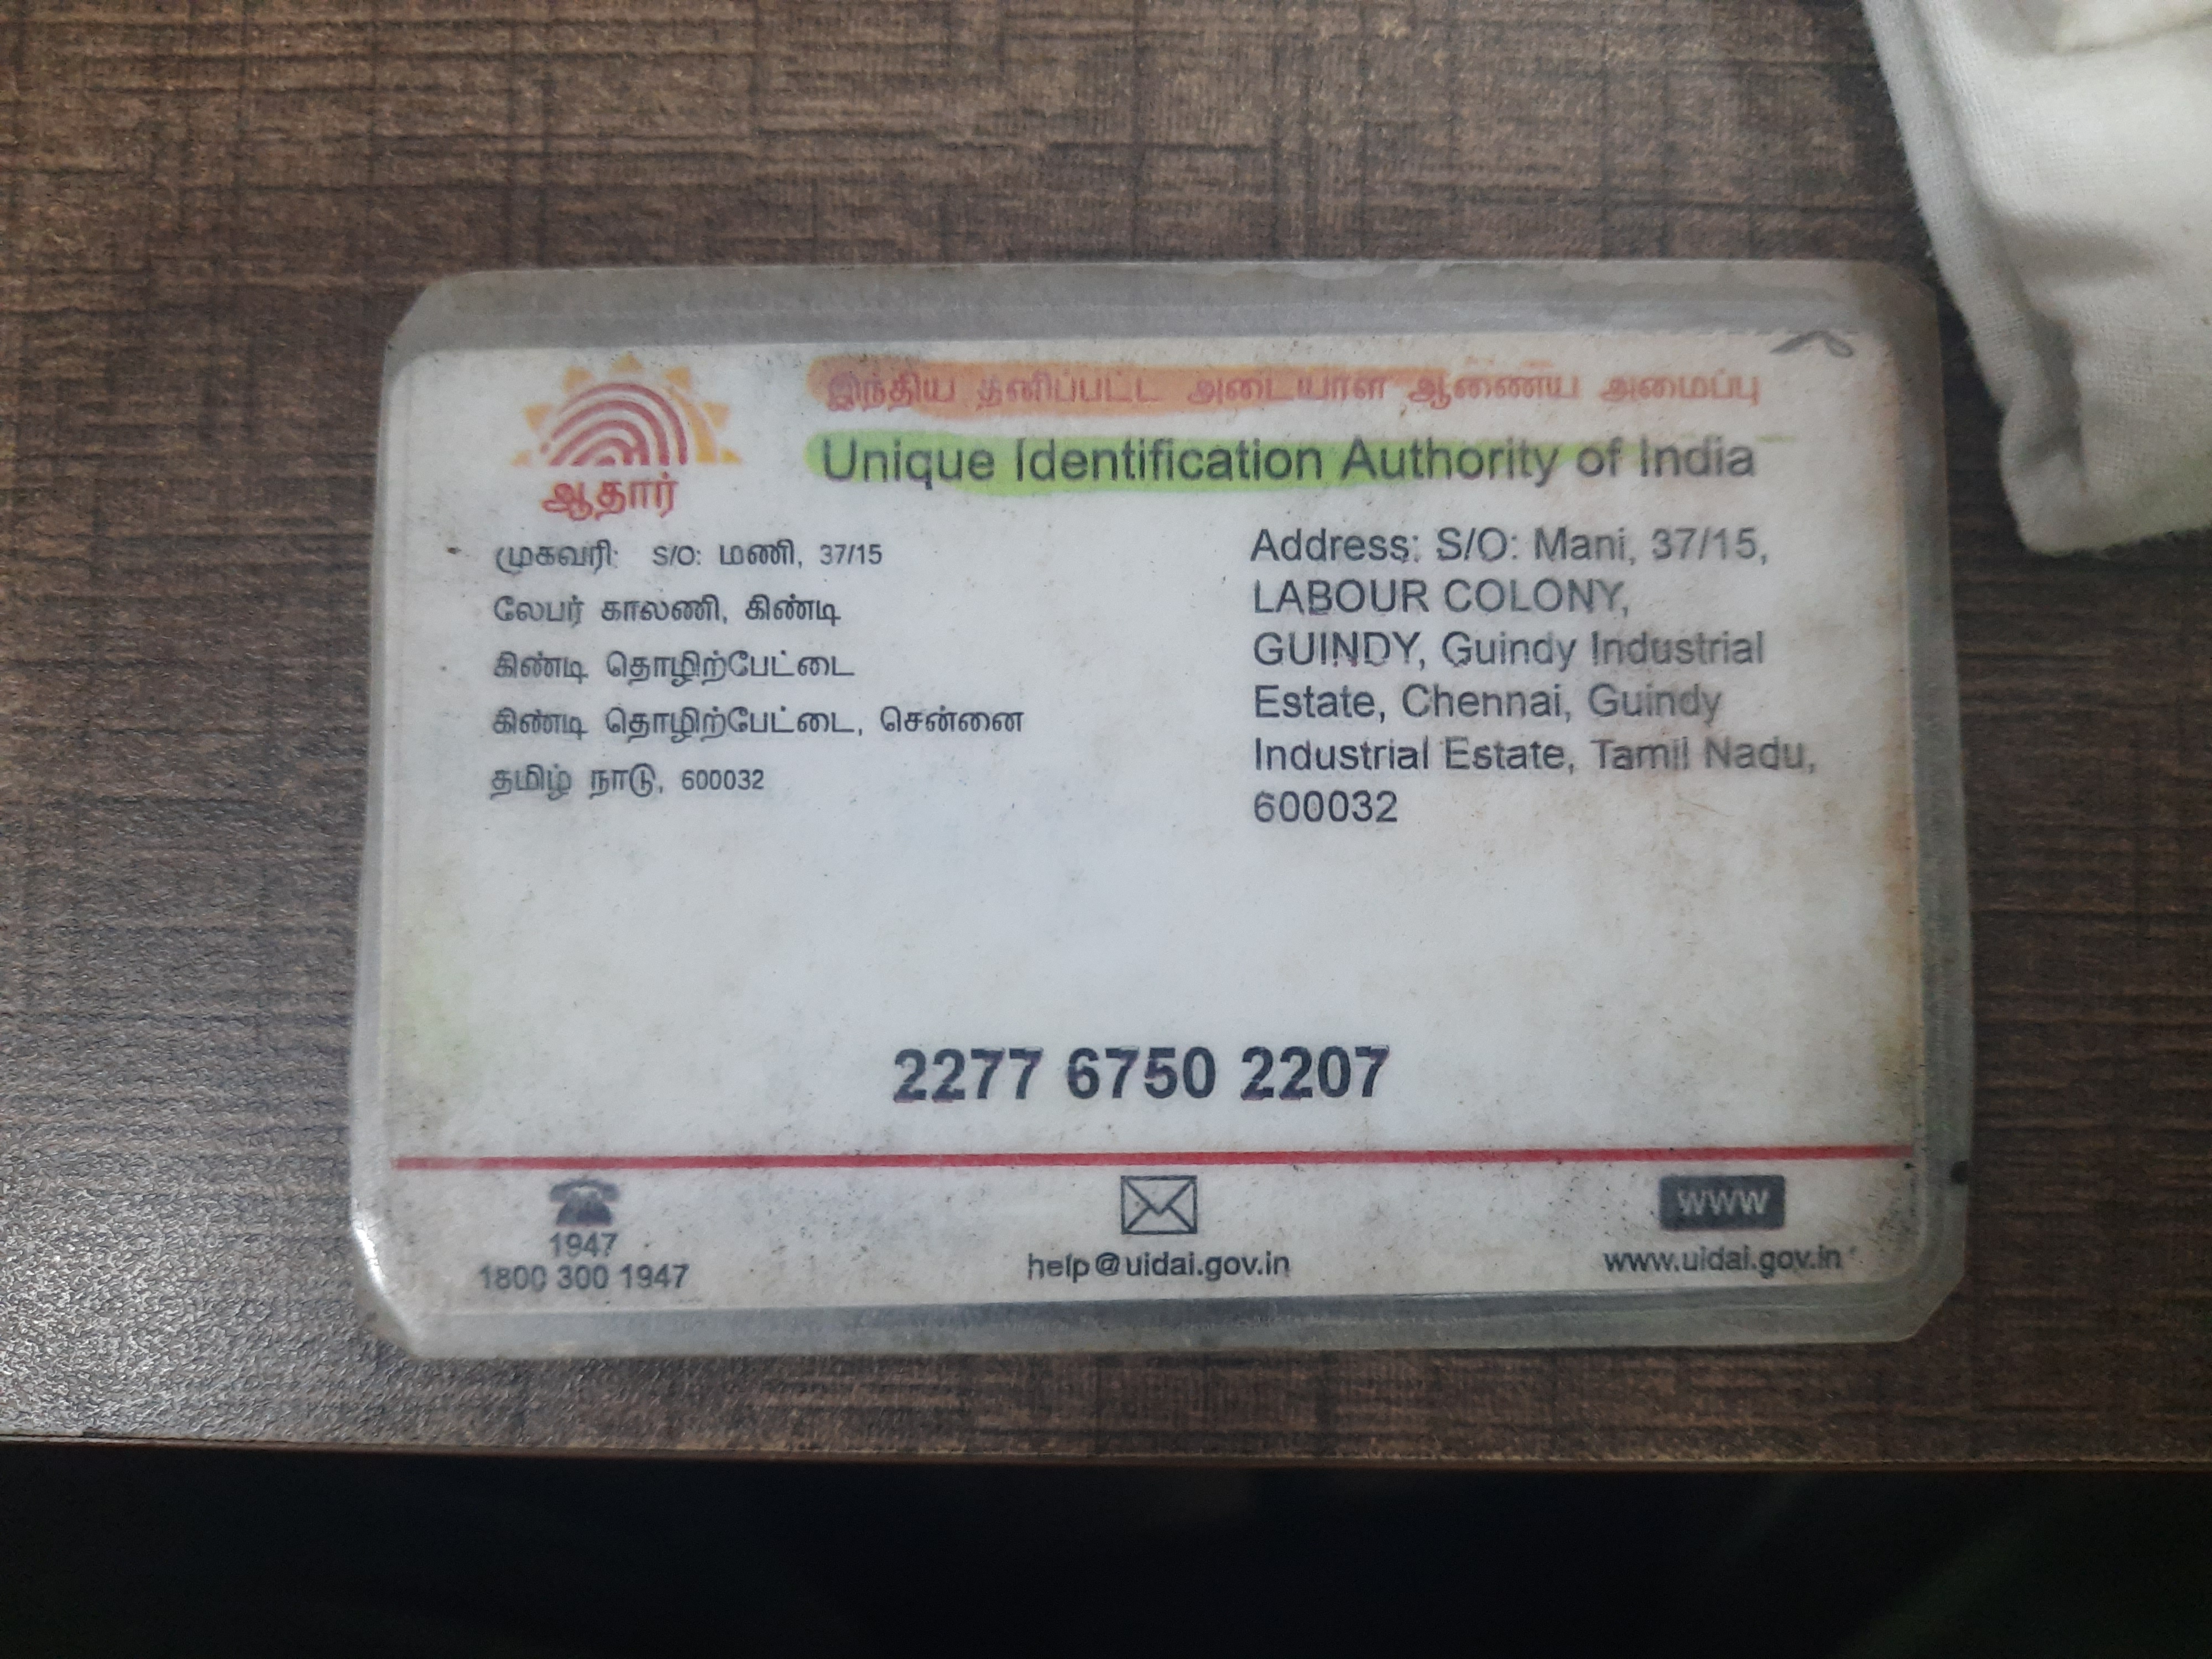 இந்திய தனிப்பட்ட அடையாள ஆணைய அமைப்பு
Unique Identification Authority of India
ஆதார்
முகவரி: S/O: மணி, 37/15
லேபர் காலணி, கிண்டி
கிண்டி தொழிற்பேட்டை
கிண்டி தொழிற்பேட்டை, சென்னை
தமிழ் நாடு, 600032
Address: S/O: Mani, 37/15,
LABOUR COLONY,
GUINDY, Guindy Industrial
Estate, Chennai, Guindy
Industrial Estate, Tamil Nadu,
600032
2277 6750 2207
1947
1800 300 1947
help@uidai.gov.in
www
www.uidai.gov.in